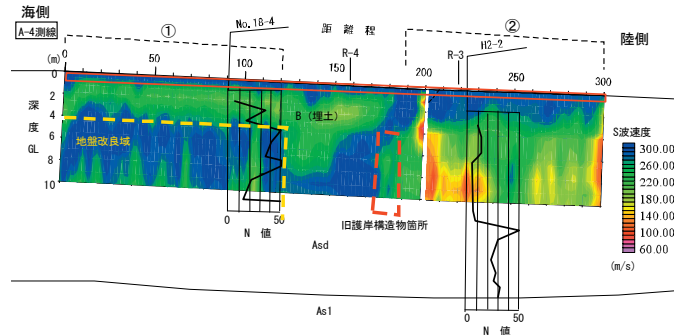 海側
A-4測線
①
No.18-4
距離程
R-4
②
R-3
H2-2
陸側
(m)
0
50
100
150
200
250
300
0
2
4
6
8
10
深
度
GL
B（埋土）
地盤改良域
0
50
N 値
旧護岸構造物箇所
Asd
As1
0
50
N 値
S波速度
300.00
260.00
220.00
180.00
140.00
100.00
60.00
(m/s)